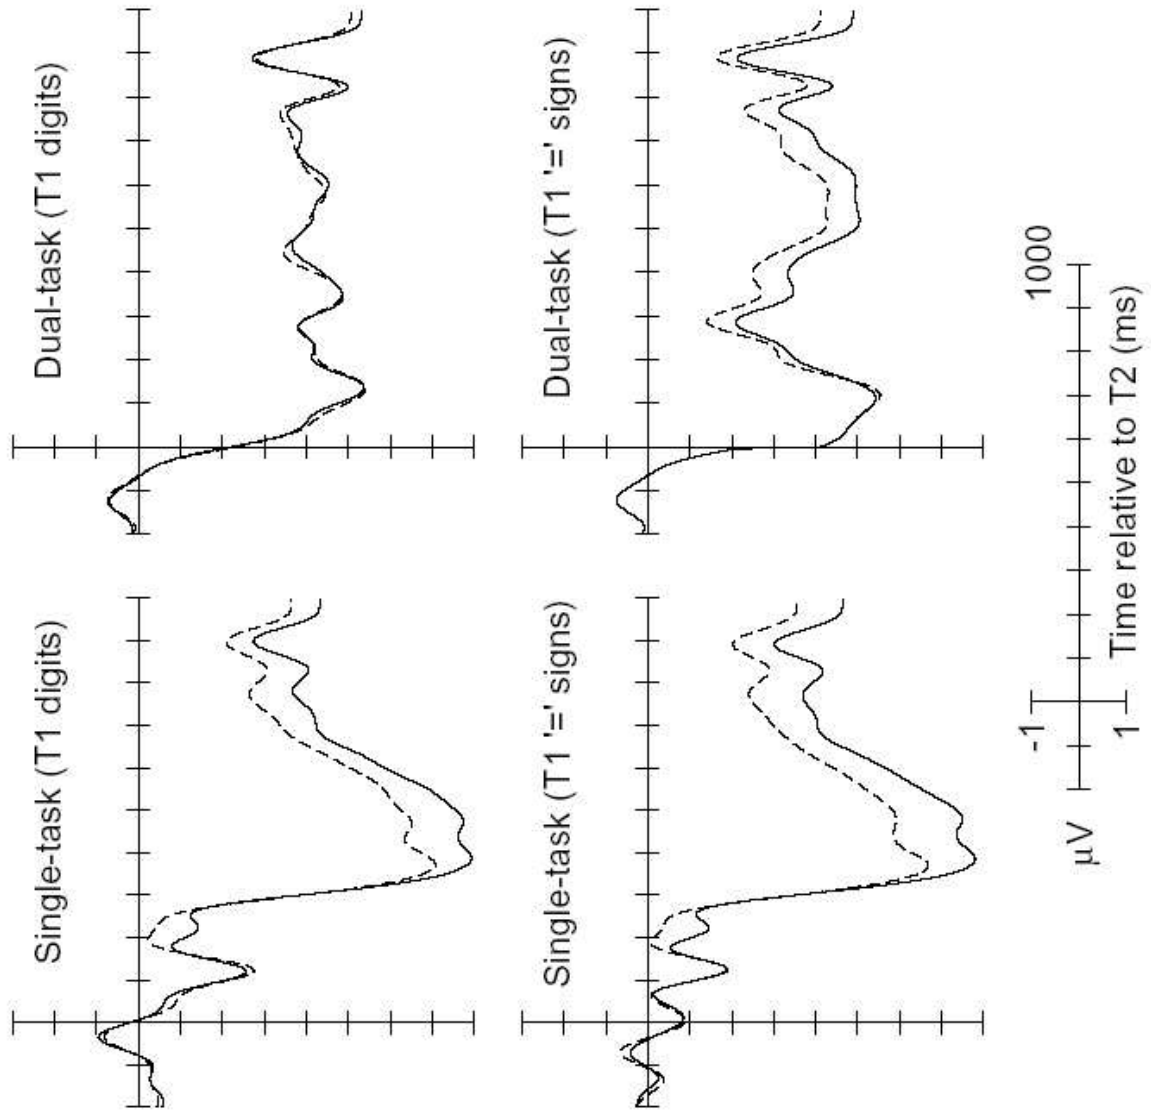 Single-task (T1 digits)
Dual-task (T1 digits)
Single-task (T1 '=' signs)
Dual-task (T1 '=' signs)
-1
1000
µV
1
Time relative to T2 (ms)